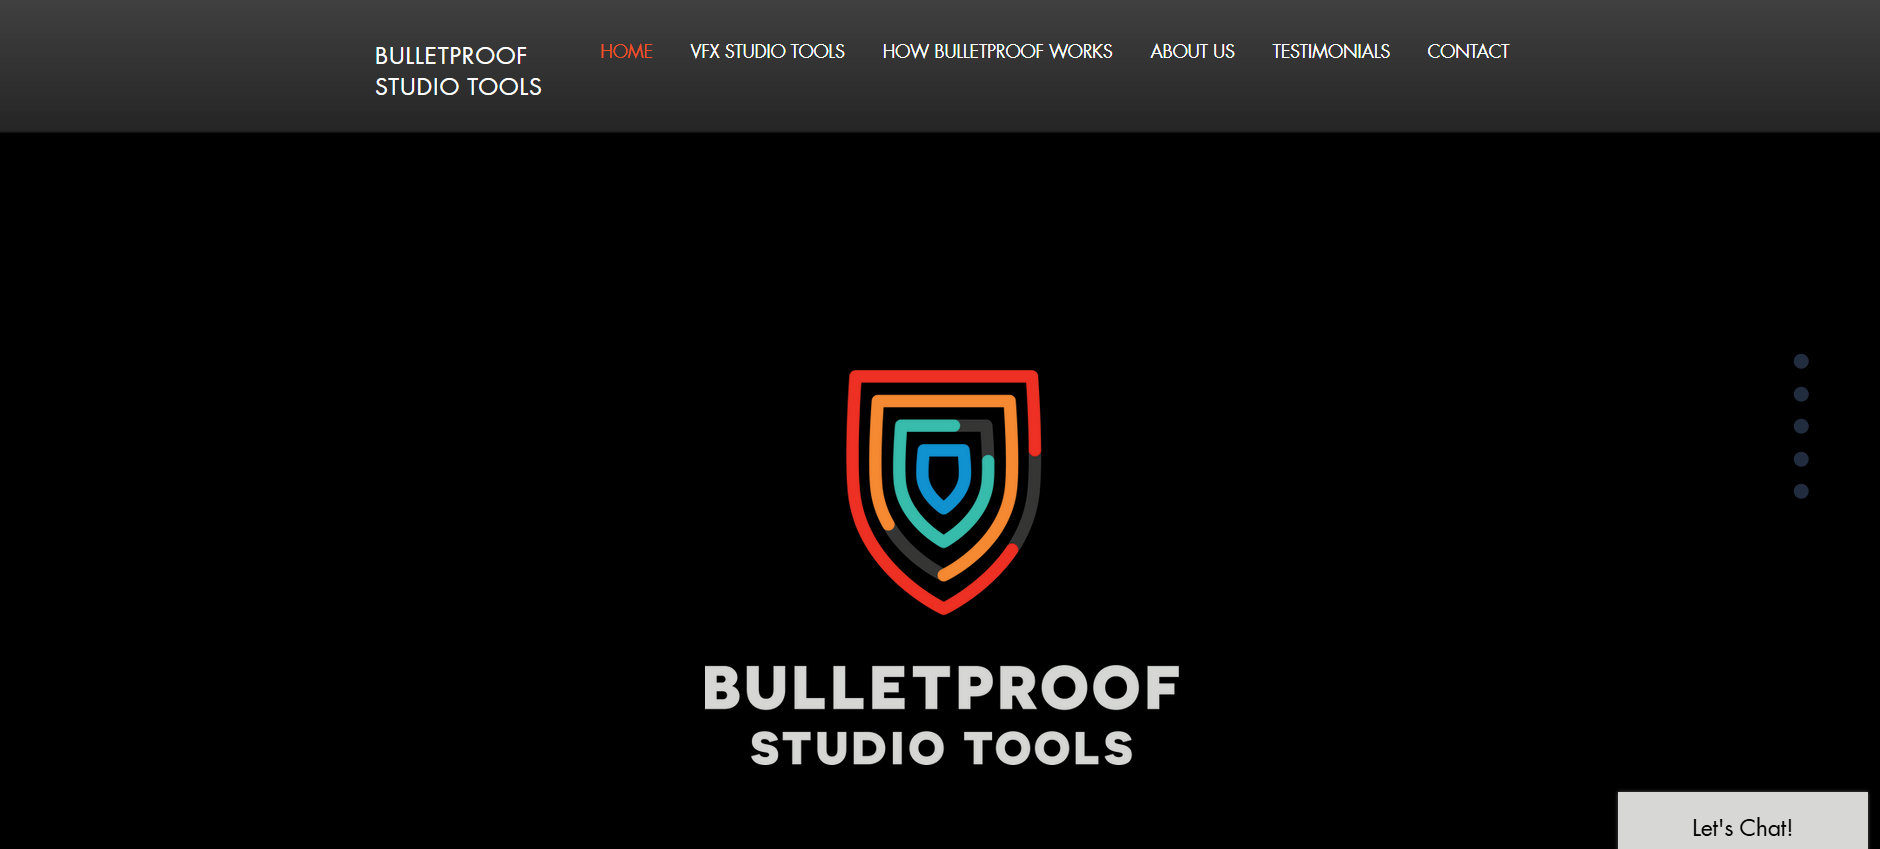 BULLETPROOF
STUDIO TOOLS
HOME VFX STUDIO TOOLS HOW BULLETPROOF WORKS ABOUT US TESTIMONIALS CONTACT
BULLETPROOF
STUDIO TOOLS
Let's Chat!